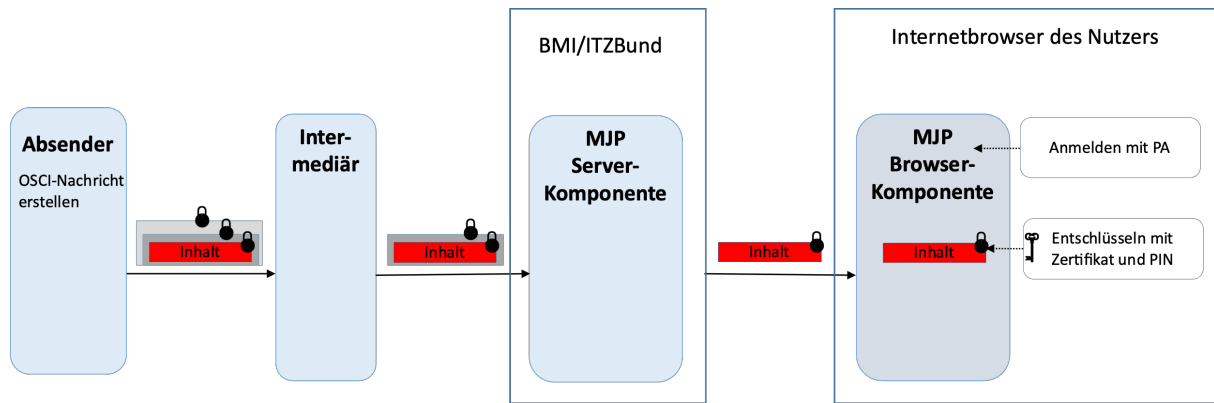 BMI/ITZBund
Internetbrowser des Nutzers
Absender
OSCI-Nachricht
erstellen
Inter-
mediär
MJP
Server-
Komponente
MJP
Browser-
Komponente
Anmelden mit PA
Inhalt
Inhalt
Inhalt
Inhalt
Entschlüsseln mit
Zertifikat und PIN